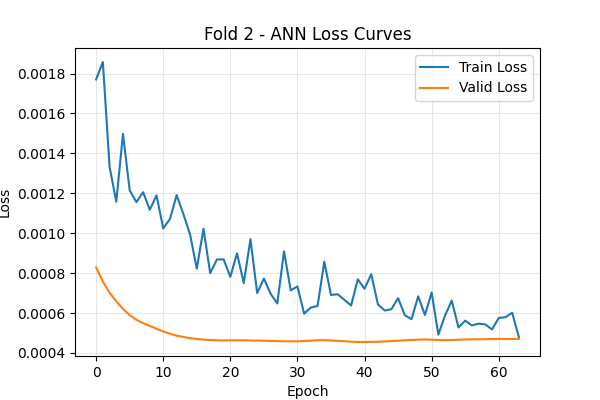 Fold 2 - ANN Loss Curves
Train Loss
Valid Loss
Loss
0.0018
0.0016
0.0014
0.0012
0.0010
0.0008
0.0006
0.0004
0 10 20 30 40 50 60
Epoch